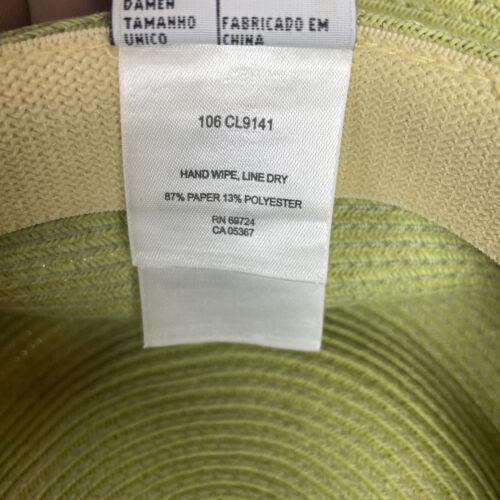 DAMEN
TAMANHO
UNICO
FABRICADO EM
CHINA
106 CL9141
HAND WIPE, LINE DRY
87% PAPER 13% POLYESTER
RN 69724
CA 05367